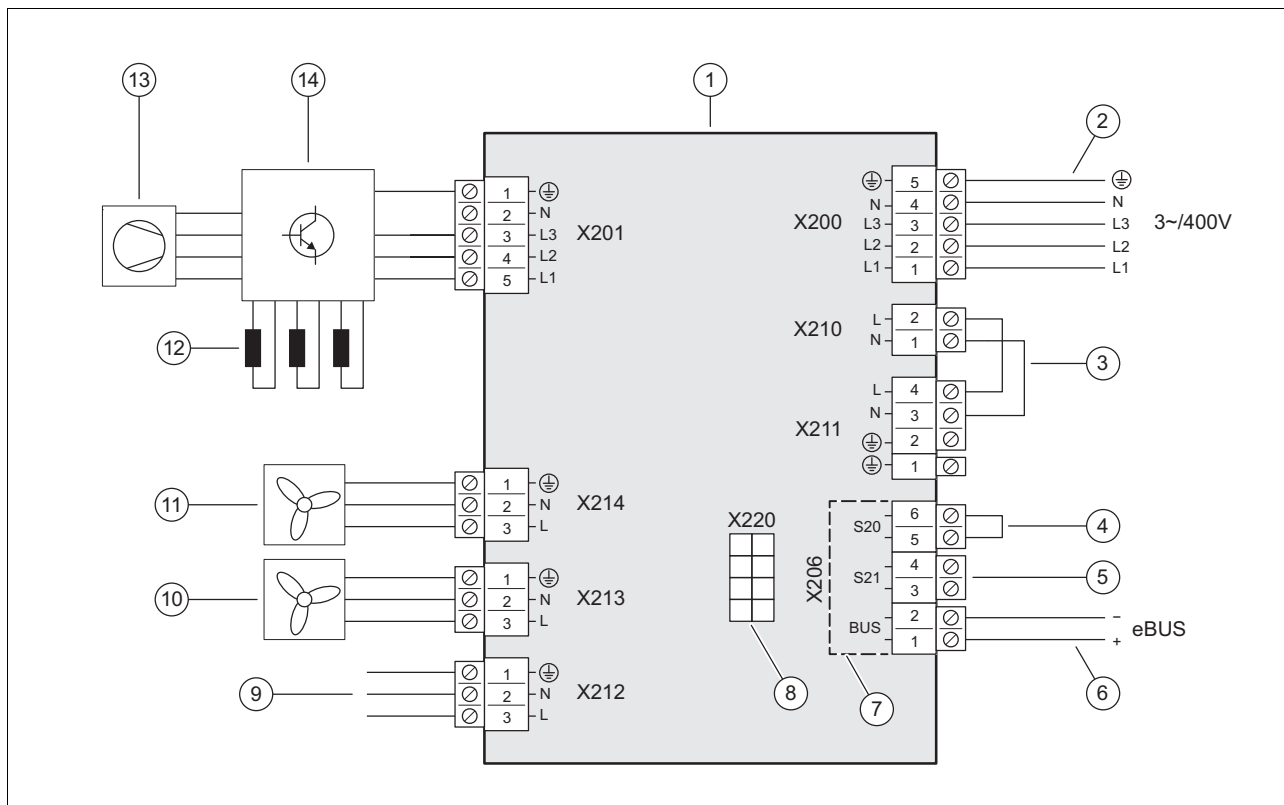 13
14
1
2
1
2 N
3 L3
4 L2
5 L1
X201
X200
5
N 4
L3 3
L2 2
L1 1
N
L3
L2
L1
3~/400V
12
X210
L 2
N 1
3
X211
L 4
N 3
2
1
11
1
2 N
3 L
X214
X220
X206
S20
6
5
4
S21
4
3
5
BUS
2
1
–
+
eBUS
10
1
2 N
3 L
X213
9
1
2 N
3 L
X212
8
7
6